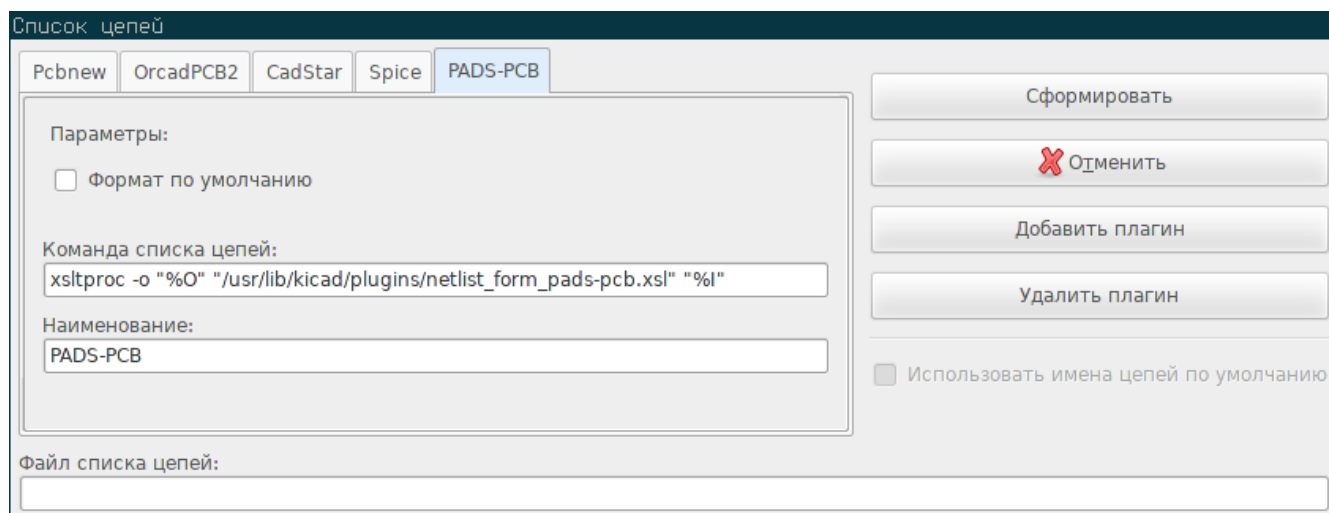 Список цепей
Pcbnew OrcadPCB2 CadStar Spice PADS-PCB
Параметры:
Формат по умолчанию
Команда списка цепей:
xsltproc -o "%O" "/usr/lib/kicad/plugins/netlist_form_pads-pcb.xsl" "%I"
Наименование:
PADS-PCB
Сформировать
Отменить
Добавить плагин
Удалить плагин
Использовать имена цепей по умолчанию
Файл списка цепей: